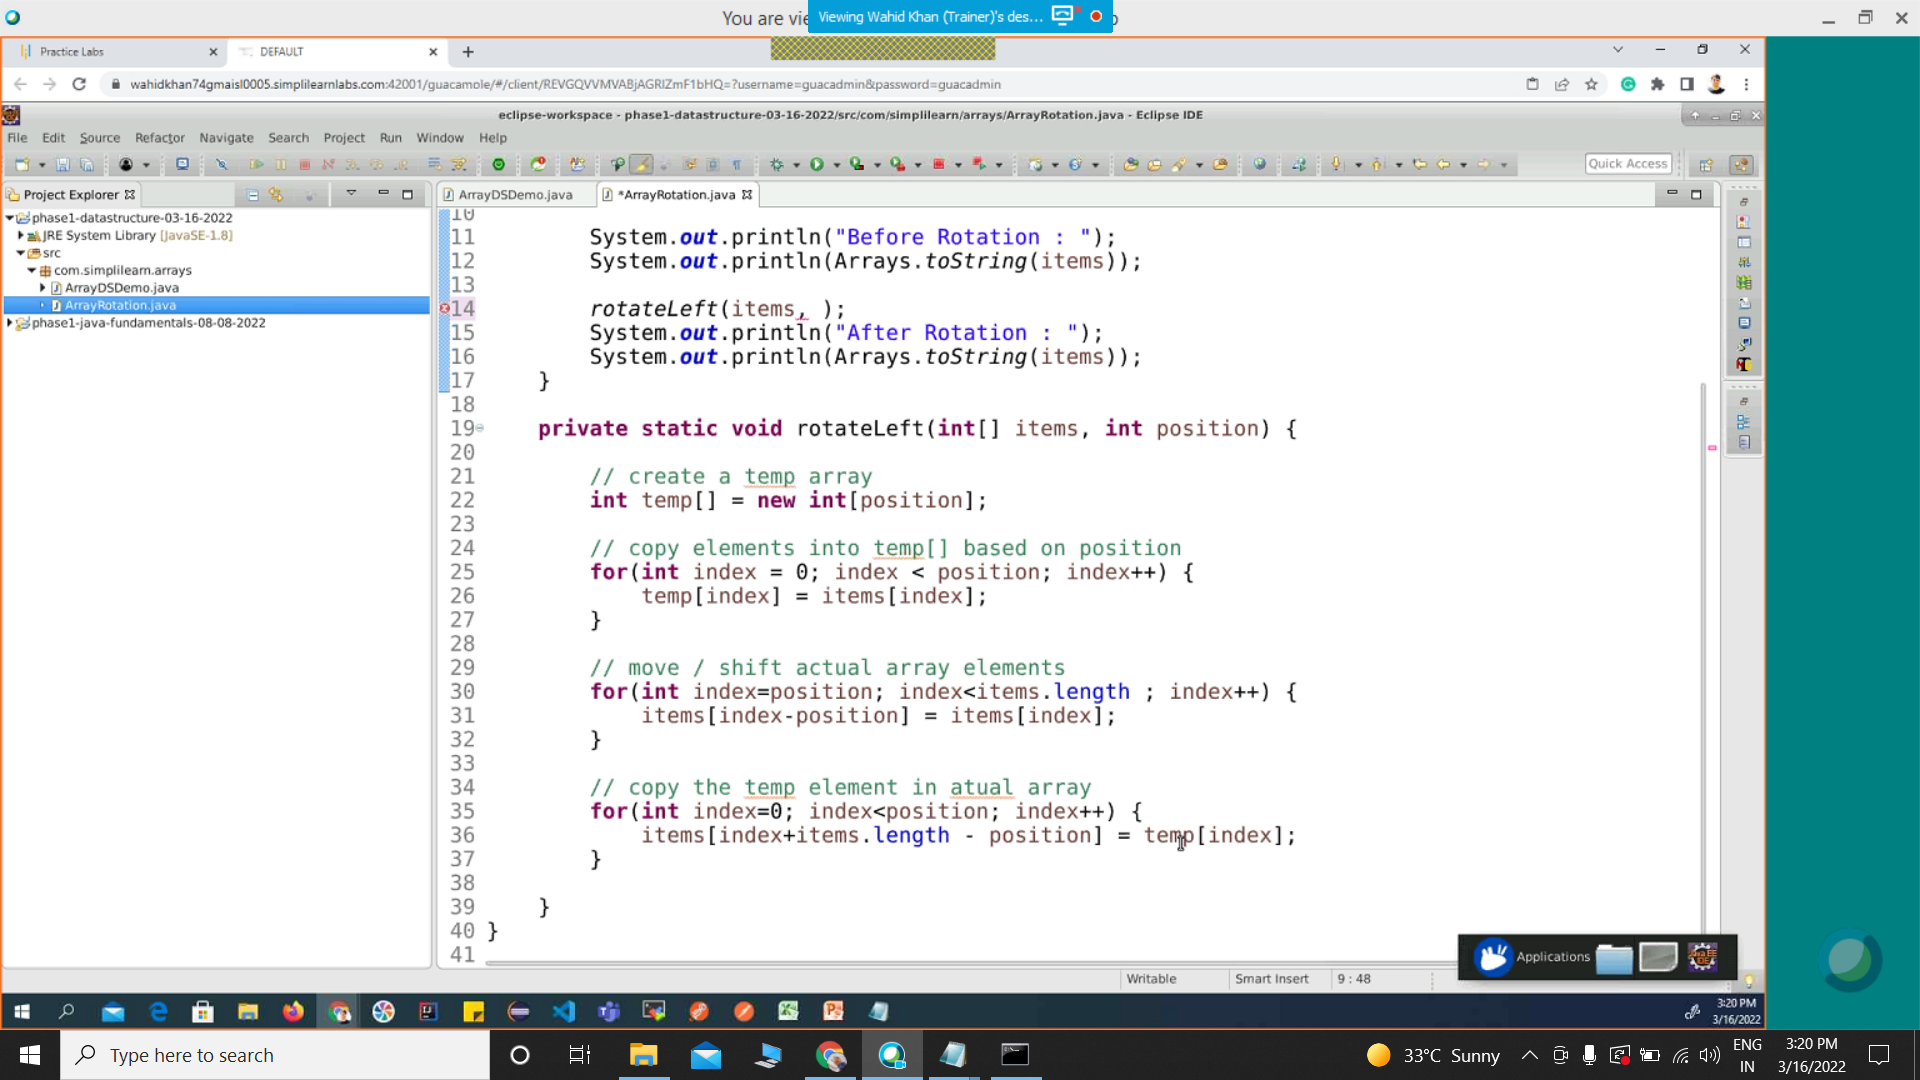 You are vie
Viewing Wahid Khan (Trainer)'s des...
Practice Labs
DEFAULT
wahidkhan74gmaisl0005.simplilearnlabs.com:42001/guacamole/#/client/REVGQVVMVABjAGRlZmF1bHQ=?username=guacadmin&password=guacadmin
eclipse-workspace - phase1-datastructure-03-16-2022/src/com/simplilearn/arrays/ArrayRotation.java - Eclipse IDE
File Edit Source Refactor Navigate Search Project Run Window Help
Quick Access
Project Explorer
ArrayDSDemo.java
*ArrayRotation.java
phase1-datastructure-03-16-2022
JRE System Library [JavaSE-1.8]
src
com.simplilearn.arrays
ArrayDSDemo.java
ArrayRotation.java
phase1-java-fundamentals-08-08-2022
10
11 System.out.println("Before Rotation : ");
12 System.out.println(Arrays.toString(items));
13
14 rotateLeft(items, );
15 System.out.println("After Rotation : ");
16 System.out.println(Arrays.toString(items));
17 }
18
19 private static void rotateLeft(int[] items, int position) {
20
21 // create a temp array
22 int temp[] = new int[position];
23
24 // copy elements into temp[] based on position
25 for(int index = 0; index < position; index++) {
26 temp[index] = items[index];
27 }
28
29 // move / shift actual array elements
30 for(int index=position; index<items.length ; index++) {
31 items[index-position] = items[index];
32 }
33
34 // copy the temp element in atual array
35 for(int index=0; index<position; index++) {
36 items[index+items.length - position] = temp[index];
37 }
38
39 }
40 }
41
Applications
Writable
Smart Insert
9 : 48
3:20 PM
3/16/2022
Type here to search
33°C Sunny
ENG
IN
3:20 PM
3/16/2022